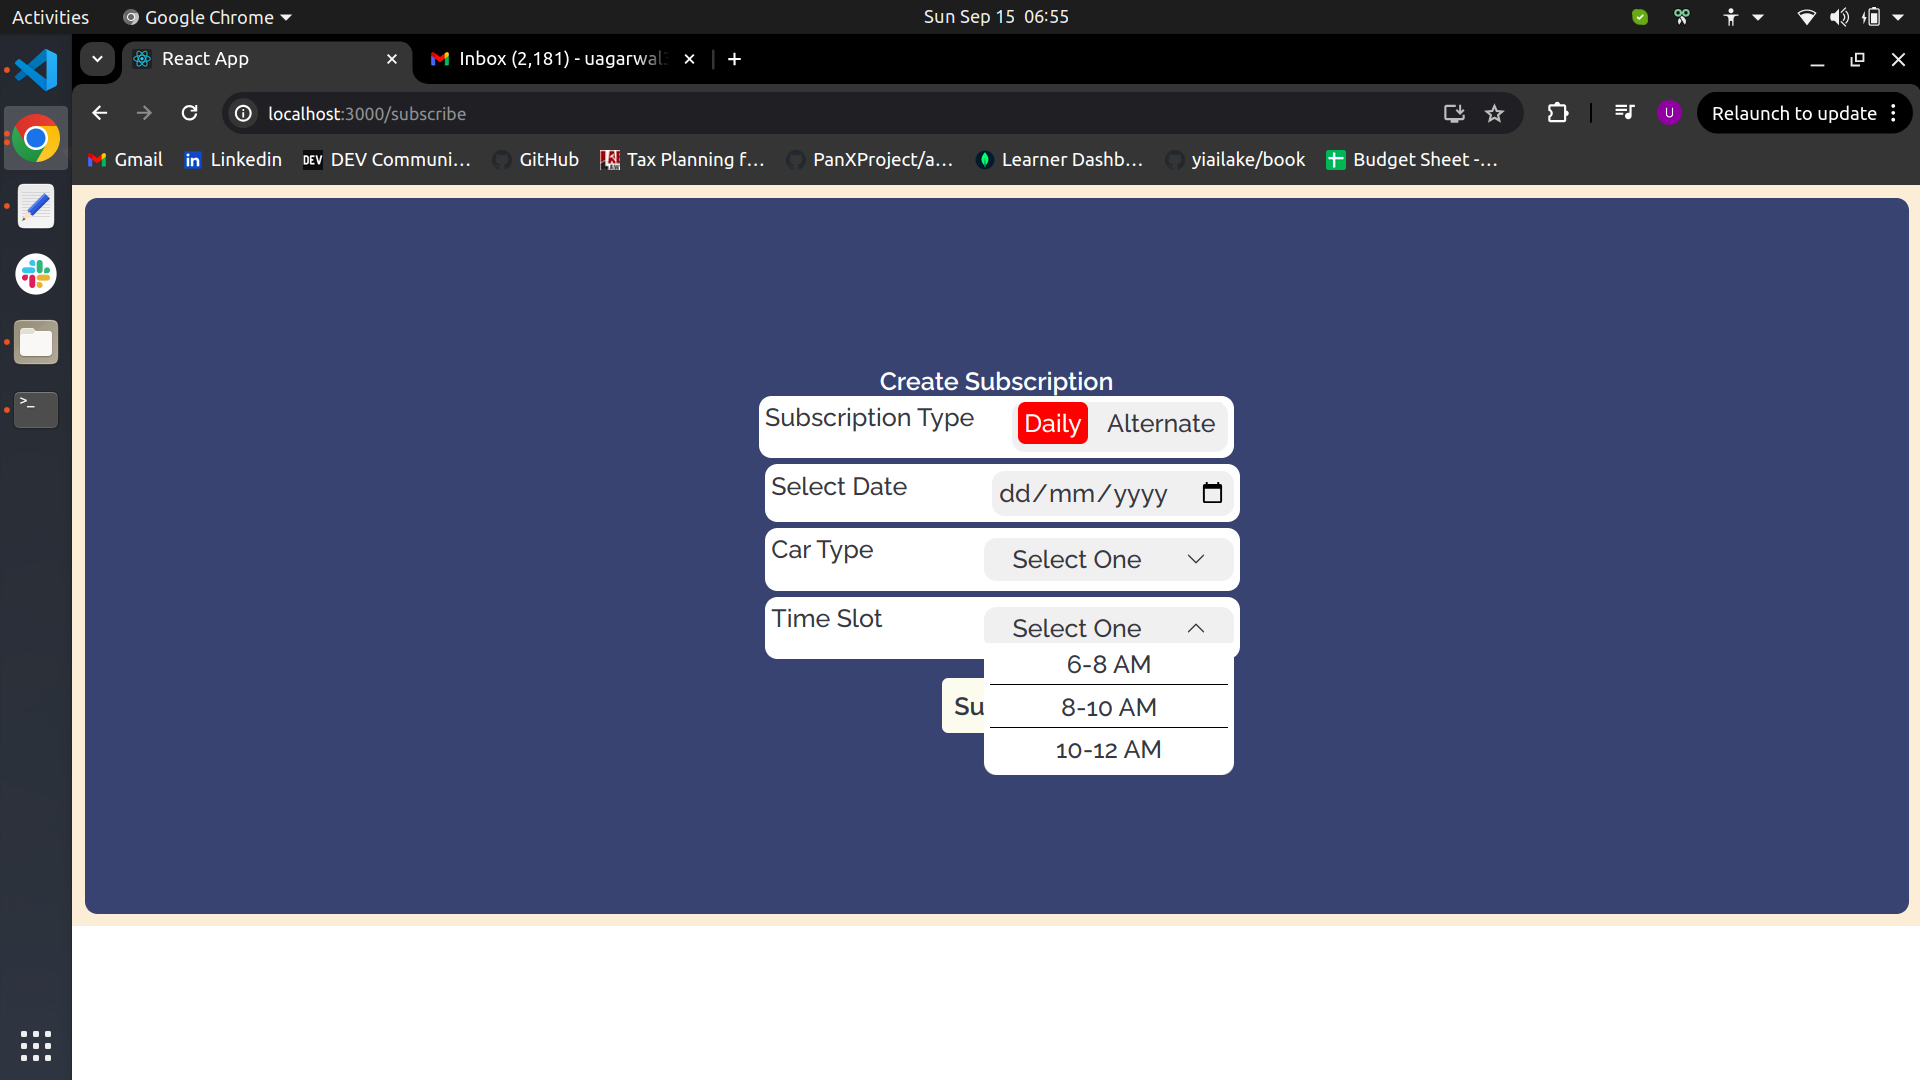 Activities Google Chrome Sun Sep 15 06:55
React App Inbox (2,181) - uagarwal
localhost:3000/subscribe U Relaunch to update
Gmail in Linkedin DEV DEV Communi... GitHub Tax Planning f... PanXProject/a... Learner Dashb... yiailake/book Budget Sheet -...
Create Subscription
Subscription Type Daily Alternate
Select Date dd/mm/yyyy
Car Type Select One
Time Slot Select One
6-8 AM
Su 8-10 AM
10-12 AM